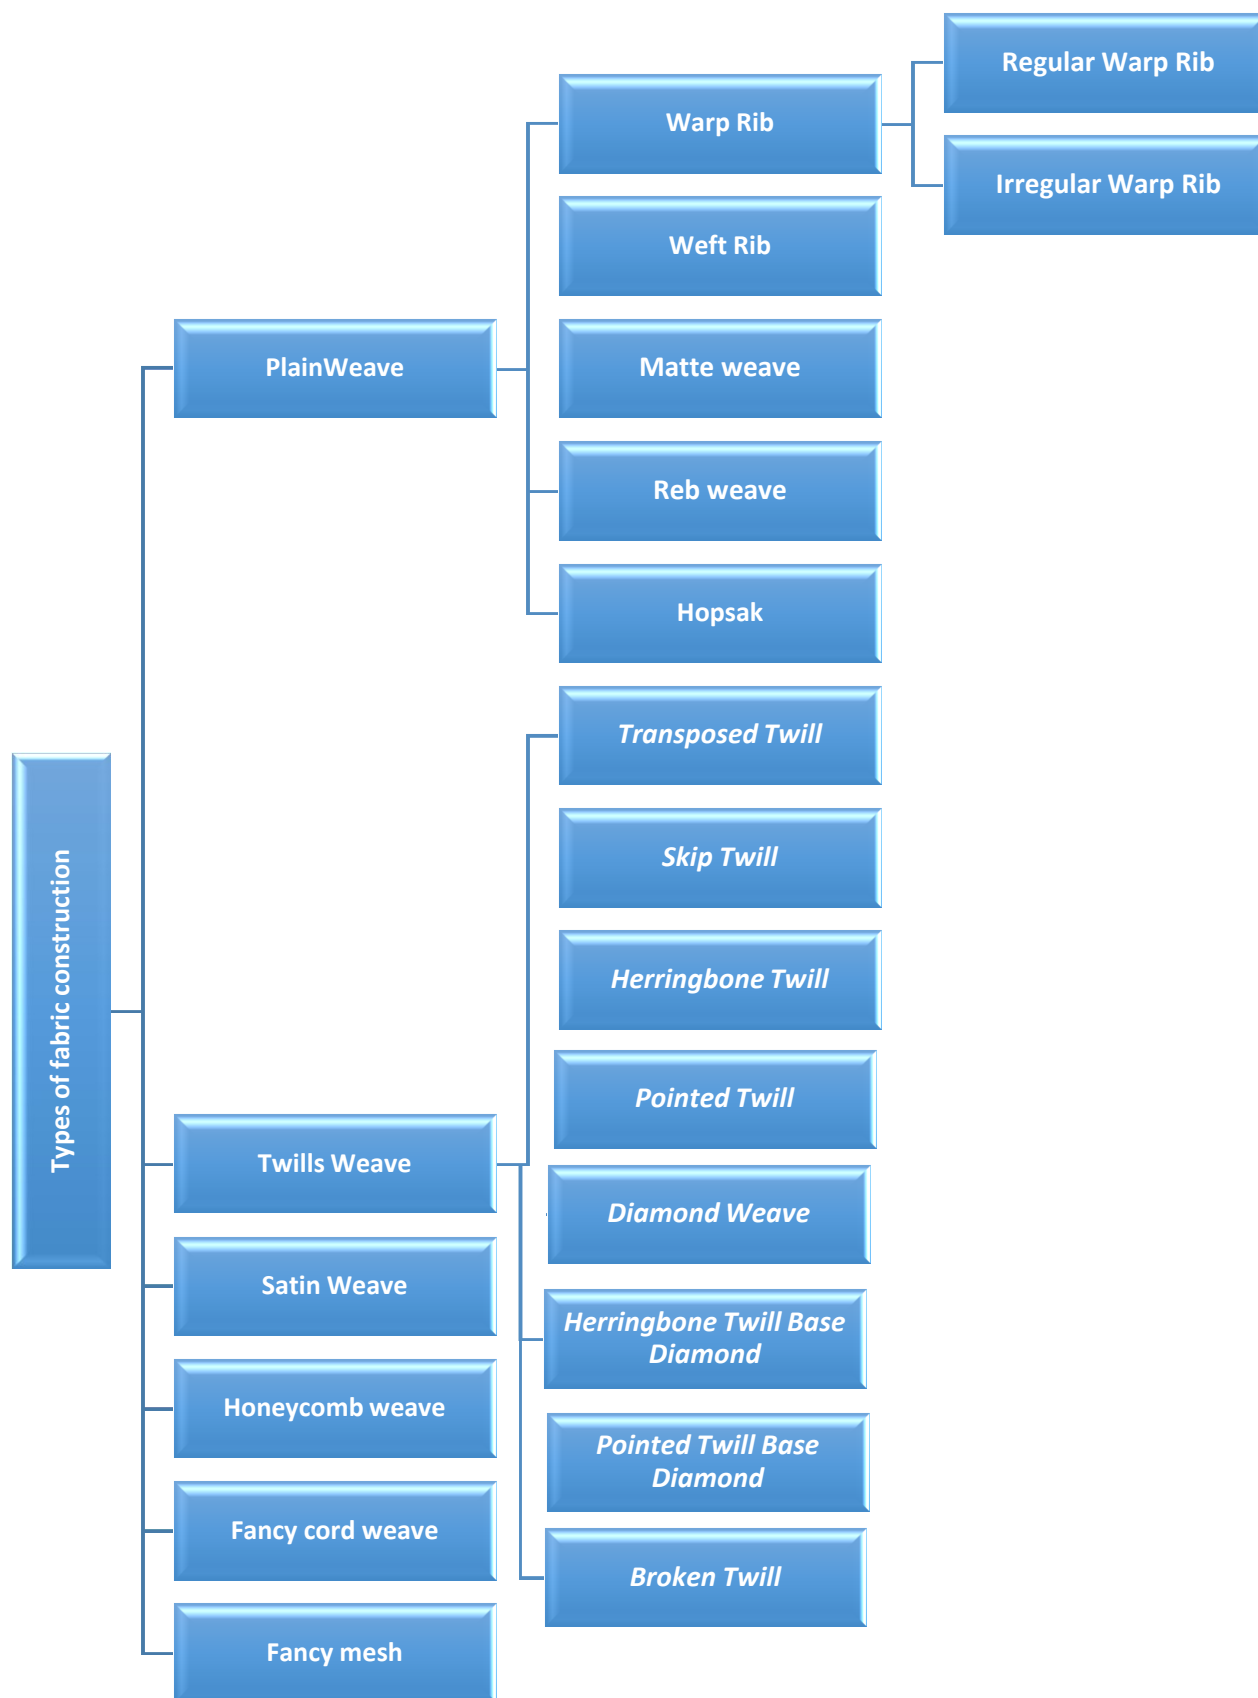 Types of fabric construction
PlainWeave
Warp Rib
Regular Warp Rib
Irregular Warp Rib
Weft Rib
Matte weave
Reb weave
Hopsak
Twills Weave
Transposed Twill
Skip Twill
Herringbone Twill
Pointed Twill
Diamond Weave
Herringbone Twill Base
Diamond
Pointed Twill Base
Diamond
Broken Twill
Satin Weave
Honeycomb weave
Fancy cord weave
Fancy mesh